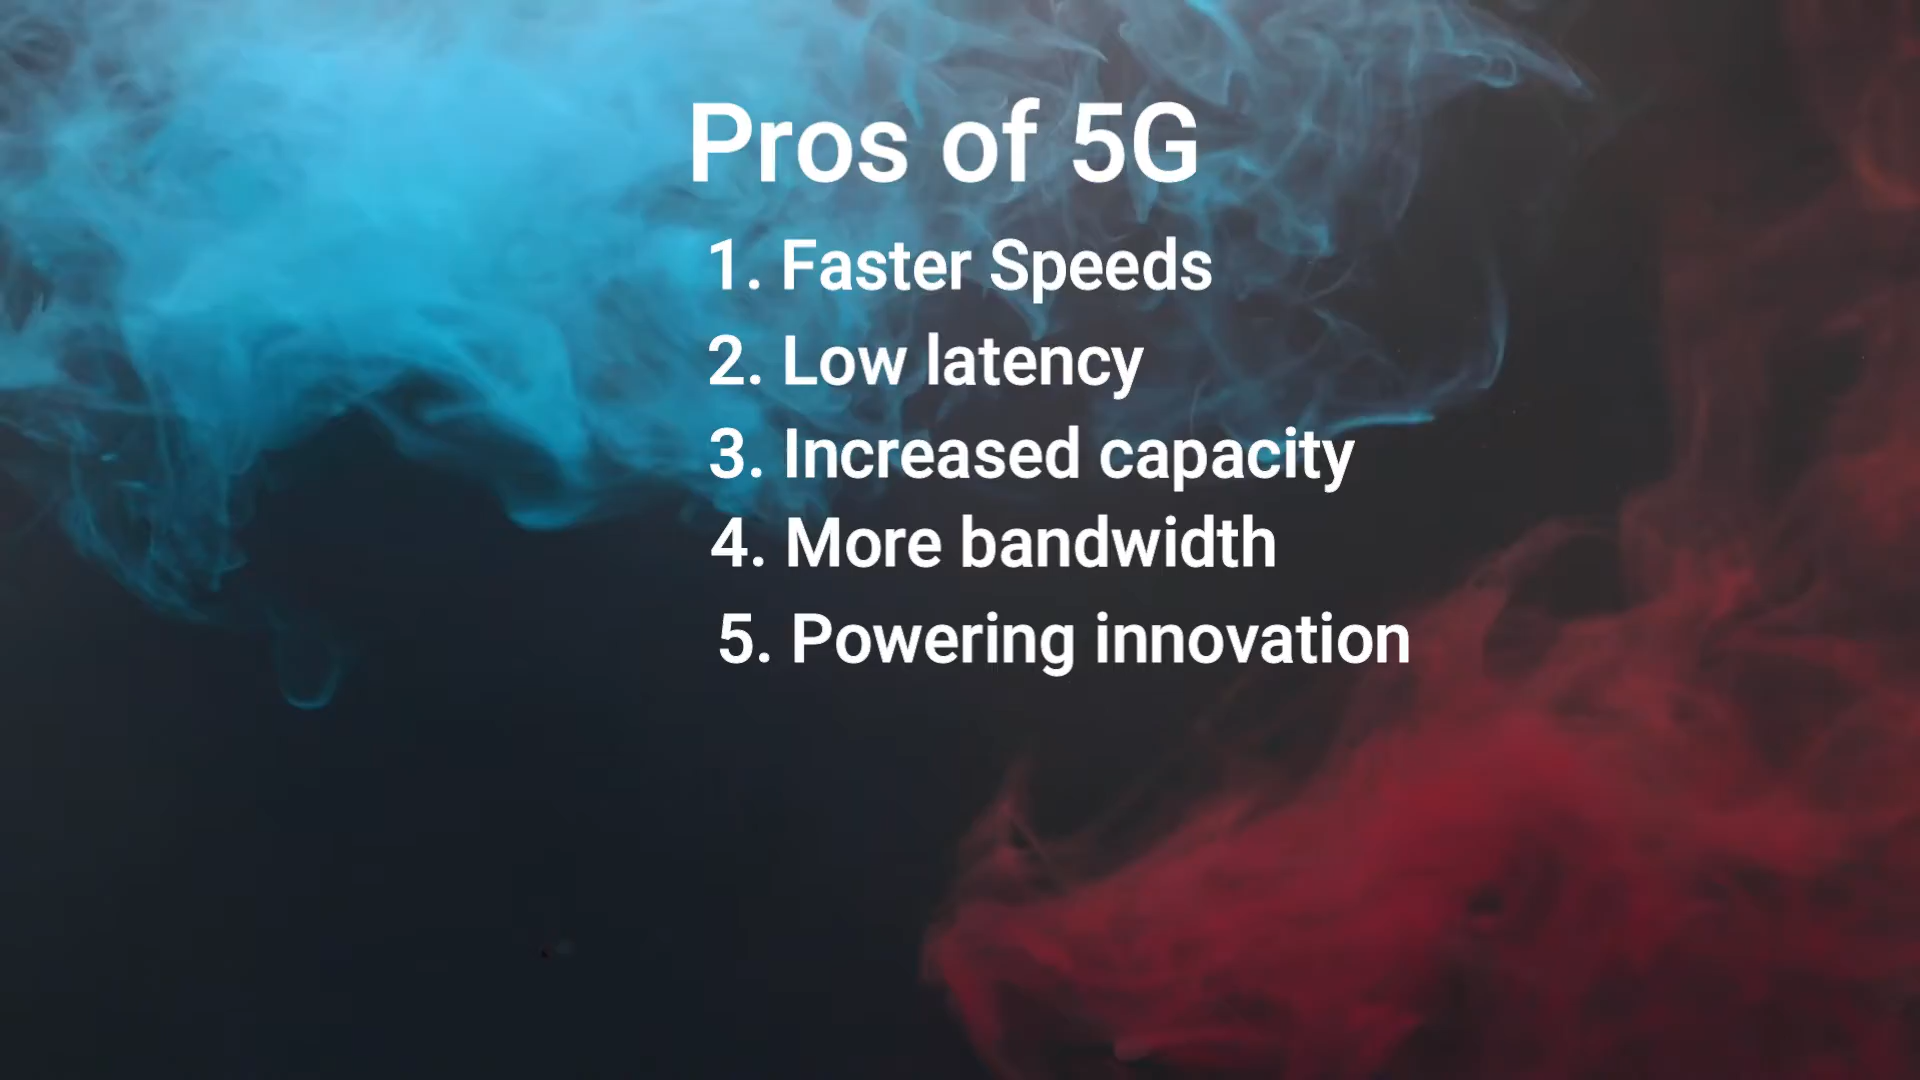 Pros of 5G
1. Faster Speeds
2. Low latency
3. Increased capacity
4. More bandwidth
5. Powering innovation